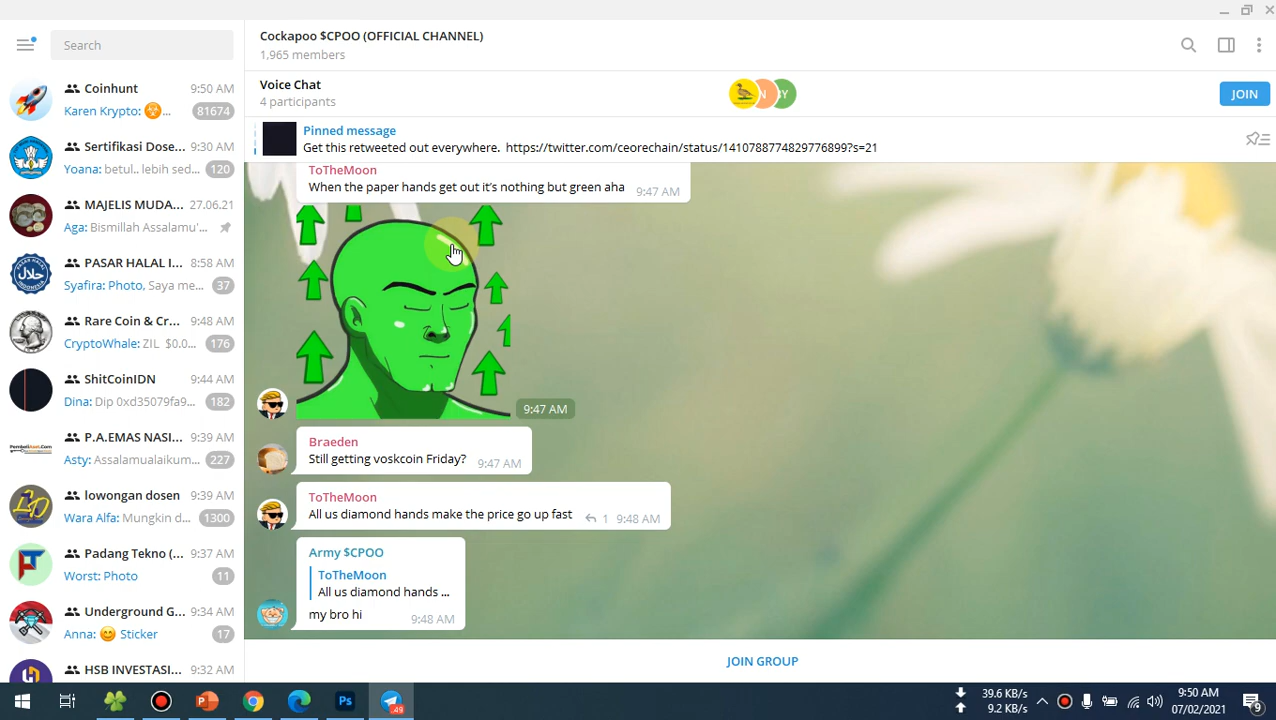 Search
Coinhunt 9:50 AM
Karen Krypto: ☣️... 81674
Sertifikasi Dose... 9:30 AM
Yoana: betul.. lebih sed... 120
MAJELIS MUDA... 27.06.21
Aga: Bismillah Assalamu'...
PASAR HALAL I... 8:58 AM
Syafira: Photo, Saya me... 37
Rare Coin & Cr... 9:48 AM
CryptoWhale: ZIL $0.0... 176
ShitCoinIDN 9:44 AM
Dina: Dip 0xd35079fa9... 182
P.A.EMAS NASI... 9:39 AM
Asty: Assalamualaikum... 227
lowongan dosen 9:39 AM
Wara Alfa: Mungkin d... 1300
Padang Tekno (... 9:37 AM
Worst: Photo 11
Underground G... 9:34 AM
Anna: 😊 Sticker 17
HSB INVESTASI... 9:32 AM
Cockapoo $CPOO (OFFICIAL CHANNEL)
1,965 members
Voice Chat
4 participants
JOIN
Pinned message
Get this retweeted out everywhere. https://twitter.com/ceorechain/status/1410788774829776899?s=21
ToTheMoon
When the paper hands get out it's nothing but green aha 9:47 AM
9:47 AM
Braeden
Still getting voskcoin Friday? 9:47 AM
ToTheMoon
All us diamond hands make the price go up fast 1 9:48 AM
Army $CPOO
ToTheMoon
All us diamond hands ...
my bro hi 9:48 AM
JOIN GROUP
Ps
.49
39.6 KB/s
9.2 KB/s
9:50 AM
07/02/2021
9